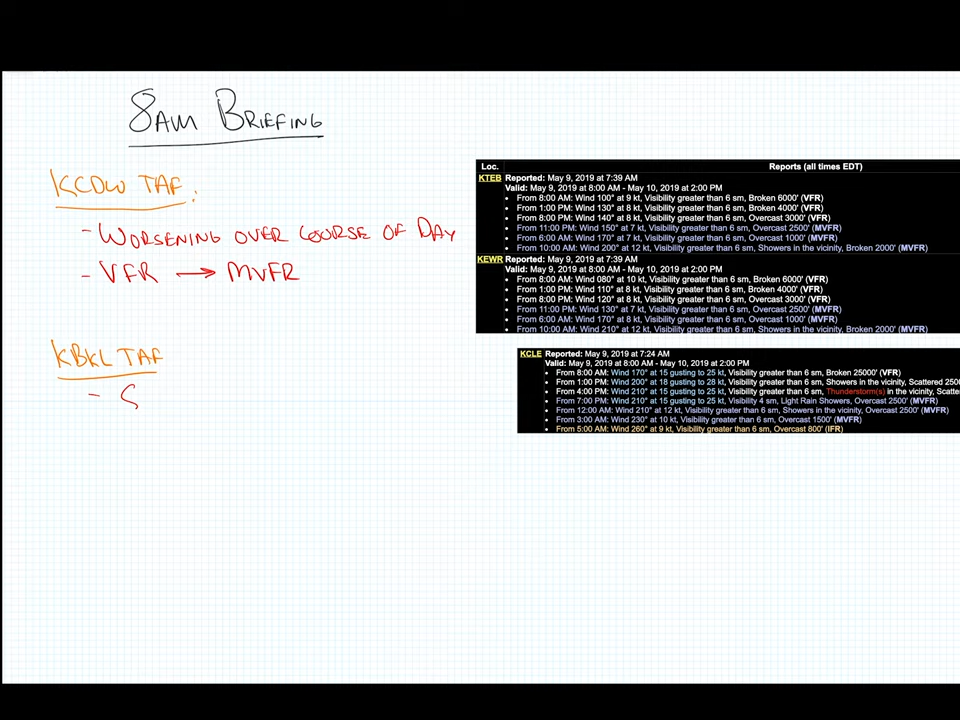 8AM BRIEFING
KCDW TAF:
- WORSENING OVER COURSE OF DAY
- VFR → MVFR
KBKL TAF
- S
Loc. Reports (all times EDT)
KTEB Reported: May 9, 2019 at 7:39 AM
Valid: May 9, 2019 at 8:00 AM - May 10, 2019 at 2:00 PM
• From 8:00 AM: Wind 100° at 9 kt, Visibility greater than 6 sm, Broken 6000' (VFR)
• From 1:00 PM: Wind 130° at 8 kt, Visibility greater than 6 sm, Broken 4000' (VFR)
• From 8:00 PM: Wind 140° at 8 kt, Visibility greater than 6 sm, Overcast 3000' (VFR)
• From 11:00 PM: Wind 150° at 7 kt, Visibility greater than 6 sm, Overcast 2500' (MVFR)
• From 6:00 AM: Wind 170° at 7 kt, Visibility greater than 6 sm, Overcast 1000' (MVFR)
• From 10:00 AM: Wind 200° at 12 kt, Visibility greater than 6 sm, Showers in the vicinity, Broken 2000' (MVFR)
KEWR Reported: May 9, 2019 at 7:39 AM
Valid: May 9, 2019 at 8:00 AM - May 10, 2019 at 2:00 PM
• From 8:00 AM: Wind 080° at 10 kt, Visibility greater than 6 sm, Broken 6000' (VFR)
• From 1:00 PM: Wind 110° at 8 kt, Visibility greater than 6 sm, Broken 4000' (VFR)
• From 8:00 PM: Wind 120° at 8 kt, Visibility greater than 6 sm, Overcast 3000' (VFR)
• From 11:00 PM: Wind 130° at 7 kt, Visibility greater than 6 sm, Overcast 2500' (MVFR)
• From 6:00 AM: Wind 170° at 8 kt, Visibility greater than 6 sm, Overcast 1000' (MVFR)
• From 10:00 AM: Wind 210° at 12 kt, Visibility greater than 6 sm, Showers in the vicinity, Broken 2000' (MVFR)
KCLE Reported: May 9, 2019 at 7:24 AM
Valid: May 9, 2019 at 8:00 AM - May 10, 2019 at 2:00 PM
• From 8:00 AM: Wind 170° at 15 gusting to 25 kt, Visibility greater than 6 sm, Broken 25000' (VFR)
• From 1:00 PM: Wind 200° at 18 gusting to 28 kt, Visibility greater than 6 sm, Showers in the vicinity, Scattered 2500
• From 4:00 PM: Wind 210° at 15 gusting to 25 kt, Visibility greater than 6 sm, Thunderstorm(s) in the vicinity, Scatte
• From 7:00 PM: Wind 210° at 15 gusting to 25 kt, Visibility 4 sm, Light Rain Showers, Overcast 2500' (MVFR)
• From 12:00 AM: Wind 210° at 12 kt, Visibility greater than 6 sm, Showers in the vicinity, Overcast 2500' (MVFR)
• From 3:00 AM: Wind 230° at 10 kt, Visibility greater than 6 sm, Overcast 1500' (MVFR)
• From 5:00 AM: Wind 260° at 9 kt, Visibility greater than 6 sm, Overcast 800' (IFR)